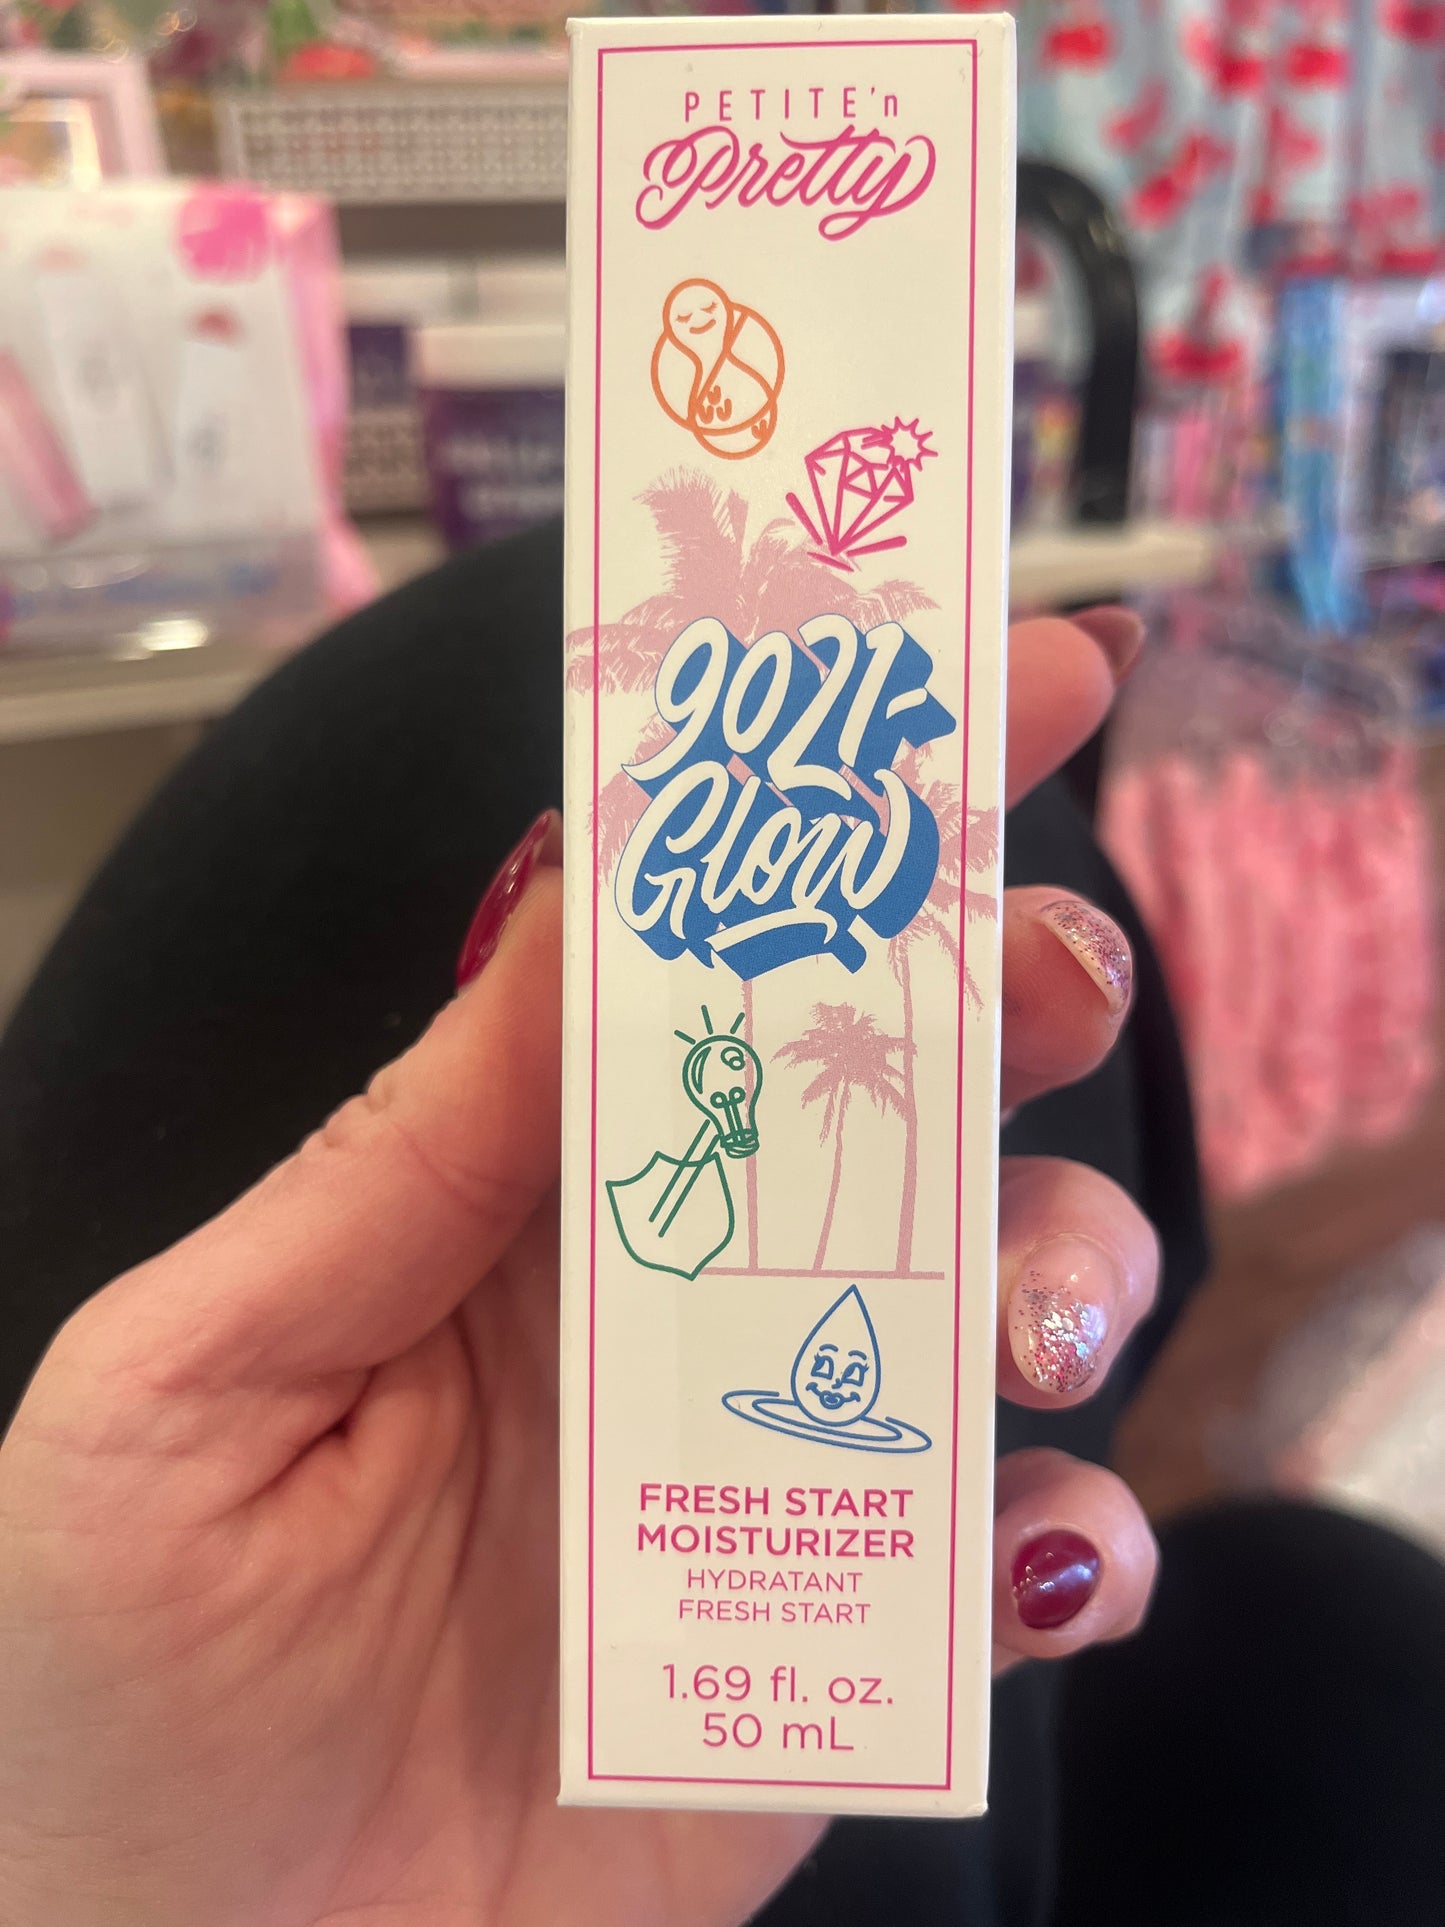 PETITE'n
Pretty
9021-
Glow
FRESH START
MOISTURIZER
HYDRATANT
FRESH START
1.69 fl. oz.
50 mL